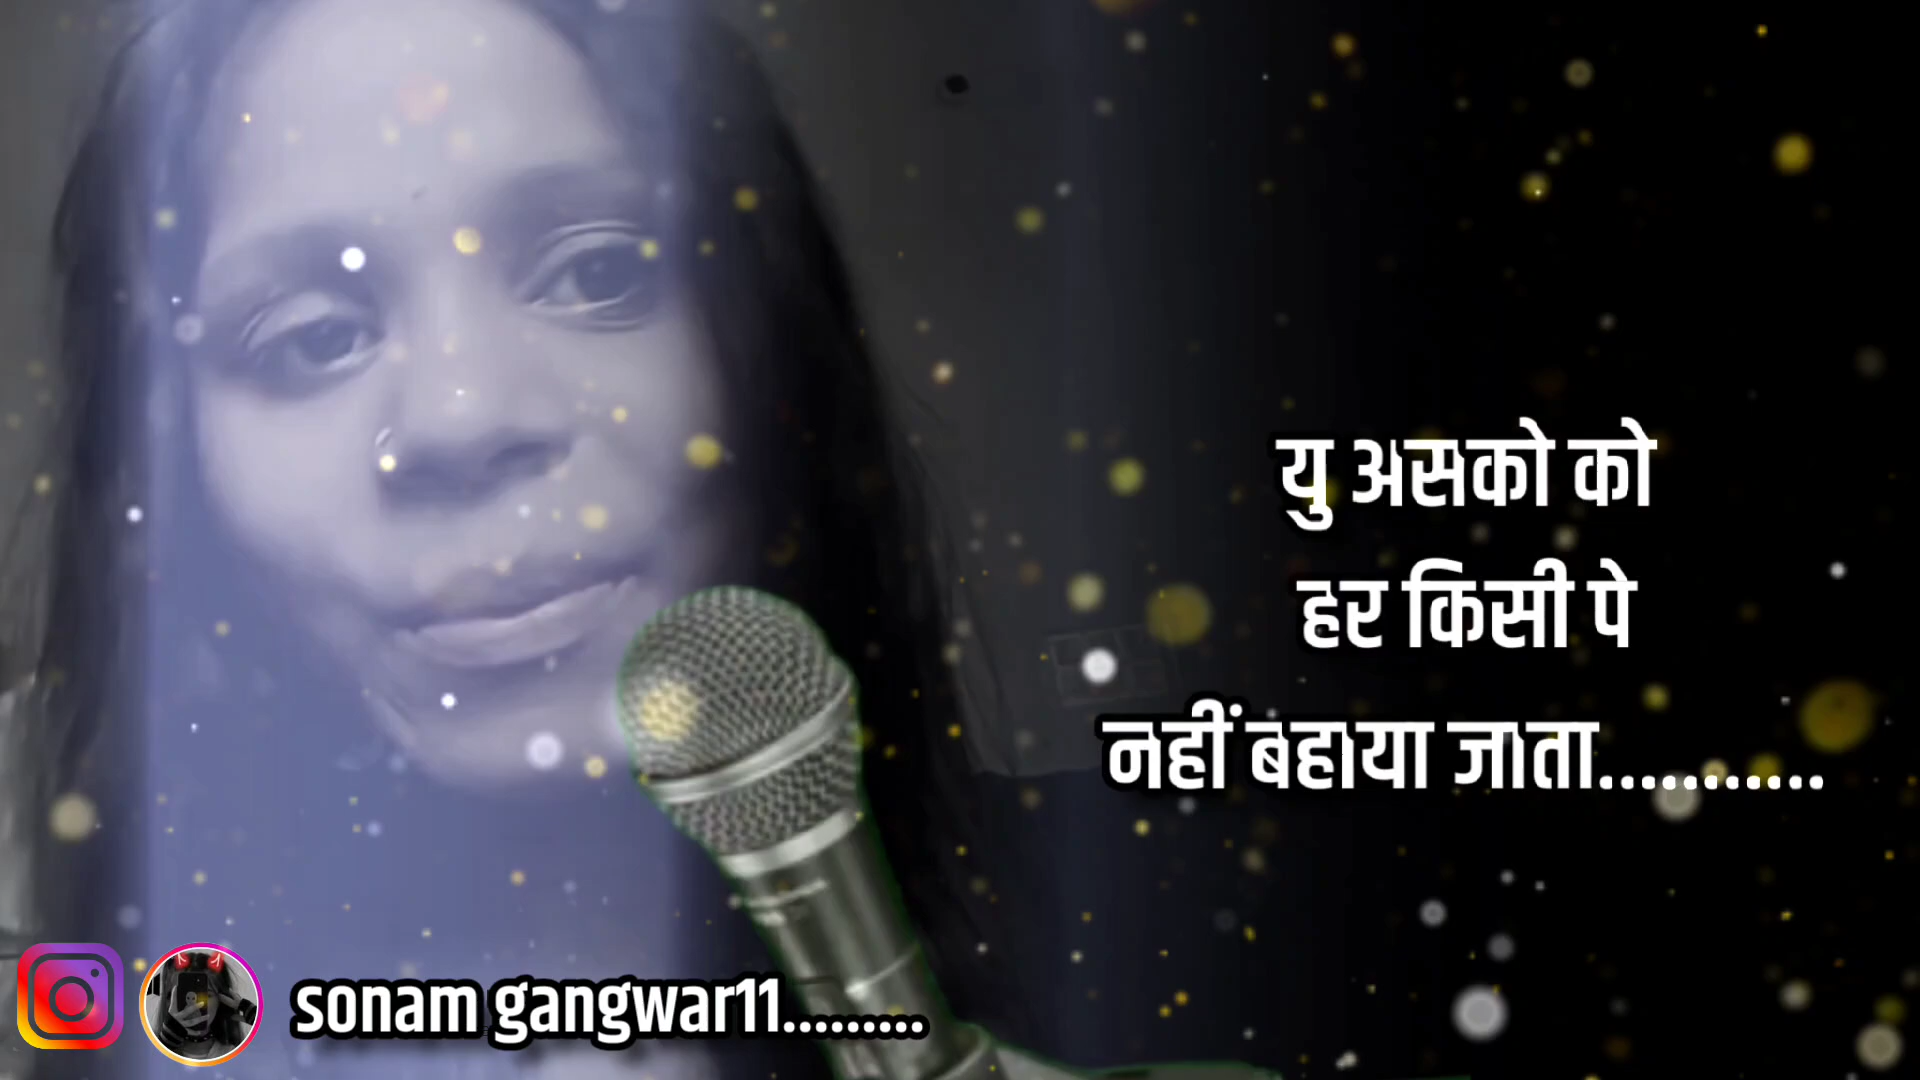 यु असको को
हर किसी पे
नहीं बहाया जाता...........
sonam gangwar11.........